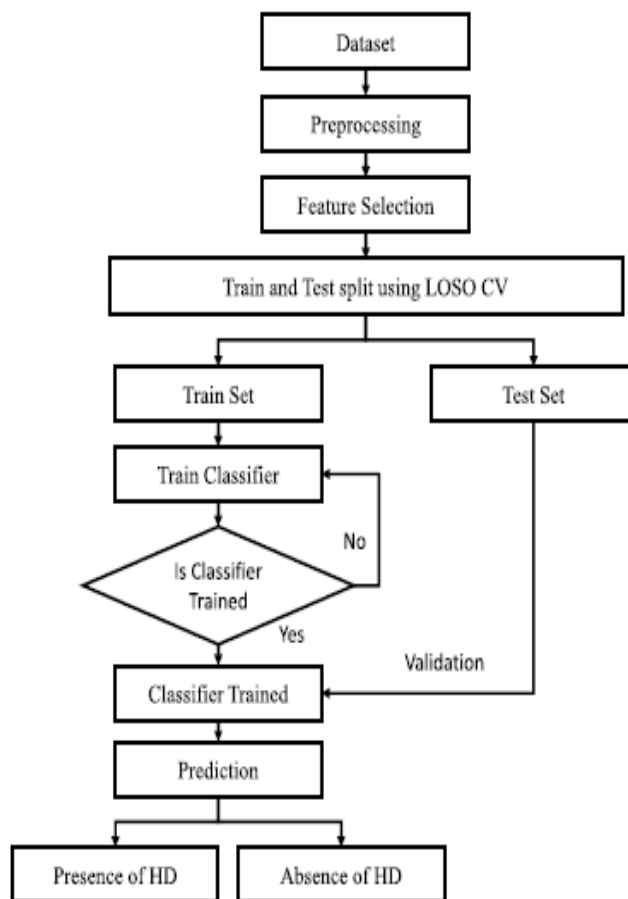 Dataset
Preprocessing
Feature Selection
Train and Test split using LOSO CV
Train Set
Test Set
Train Classifier
No
Is Classifier
Trained
Yes
Validation
Classifier Trained
Prediction
Presence of HD
Absence of HD